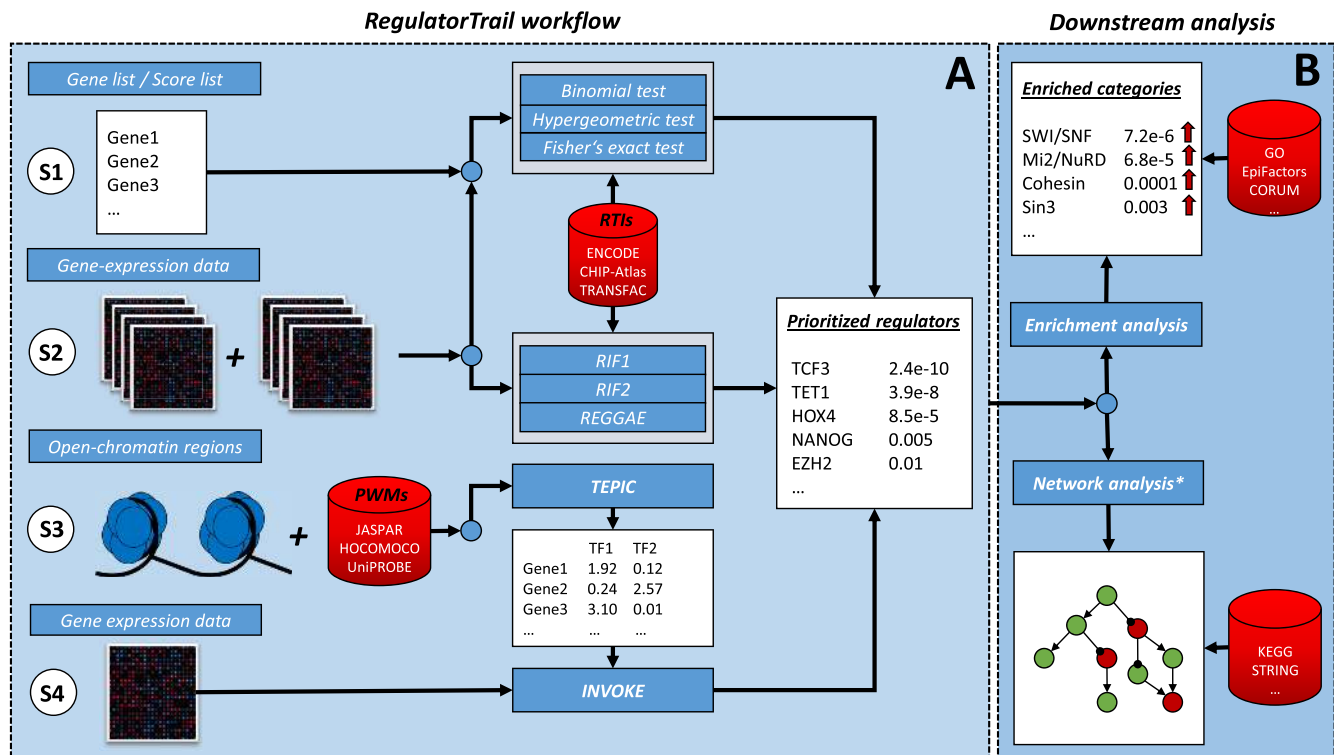 RegulatorTrail workflow
Downstream analysis
A
Gene list / Score list
S1
Gene1
Gene2
Gene3
...
Binomial test
Hypergeometric test
Fisher's exact test
RTIs
ENCODE
CHIP-Atlas
TRANSFAC
Gene-expression data
S2
+
RIF1
RIF2
REGGAE
Prioritized regulators
TCF3 2.4e-10
TET1 3.9e-8
HOX4 8.5e-5
NANOG 0.005
EZH2 0.01
...
Open-chromatin regions
S3
+
PWMs
JASPAR
HOCOMOCO
UniPROBE
TEPIC
TF1 TF2
Gene1 1.92 0.12
Gene2 0.24 2.57
Gene3 3.10 0.01
... ... ...
Gene expression data
S4
INVOKE
B
Enriched categories
SWI/SNF 7.2e-6
Mi2/NuRD 6.8e-5
Cohesin 0.0001
Sin3 0.003
...
GO
EpiFactors
CORUM
...
Enrichment analysis
Network analysis*
KEGG
STRING
...